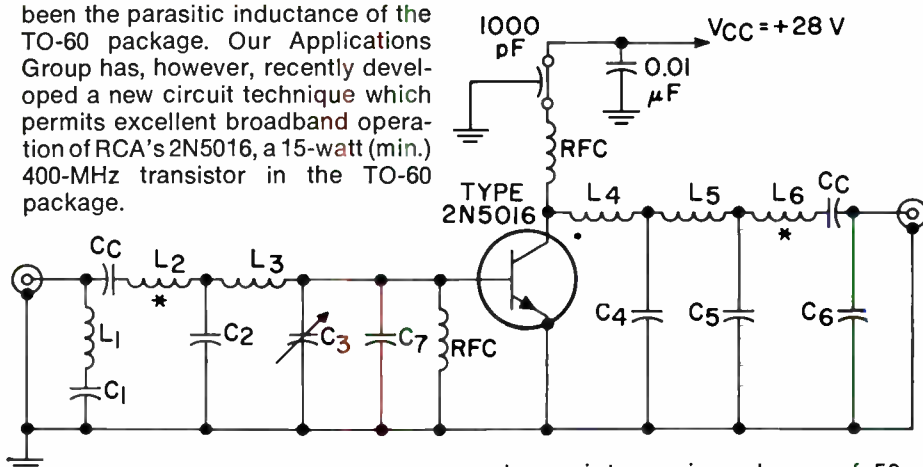 been the parasitic inductance of the
TO-60 package. Our Applications
Group has, however, recently devel-
oped a new circuit technique which
permits excellent broadband opera-
tion of RCA's 2N5016, a 15-watt (min.)
400-MHz transistor in the TO-60
package.
1000
pF
VCC=+28 V
0.01
µF
RFC
TYPE
2N5016
L4
L5
L6
CC
*
CC
L2
L3
*
L1
C1
C2
C3
C7
RFC
C4
C5
C6